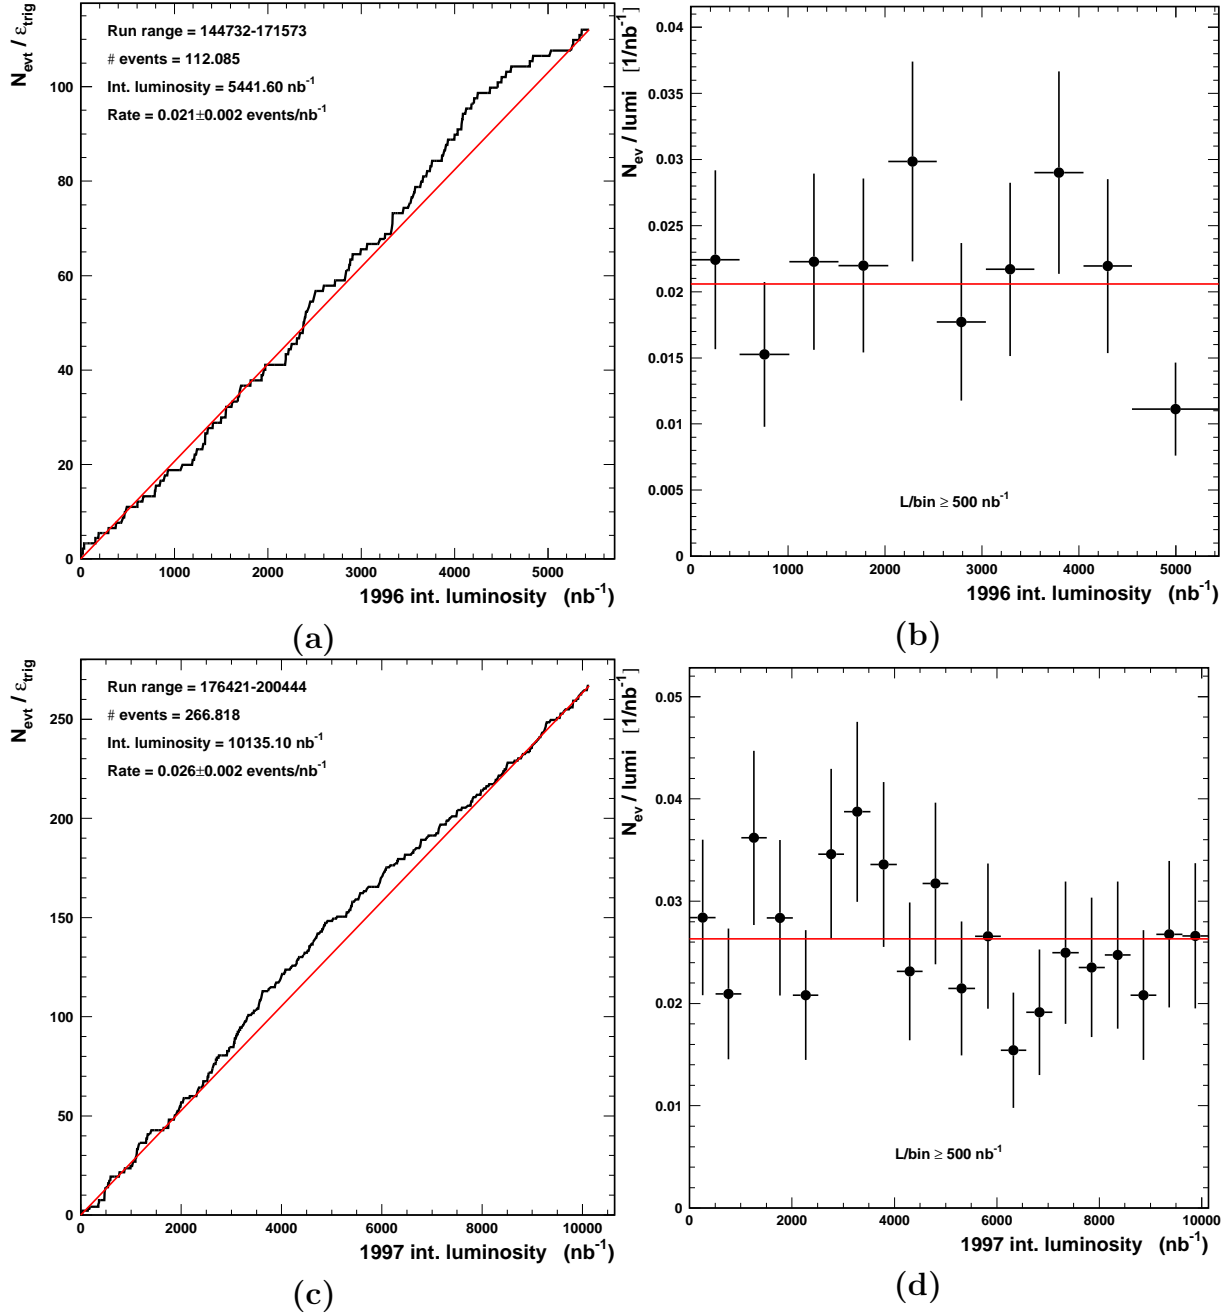 N_evt / ε_trig
Run range = 144732-171573
# events = 112.085
Int. luminosity = 5441.60 nb⁻¹
Rate = 0.021±0.002 events/nb⁻¹
100
80
60
40
20
0
0 1000 2000 3000 4000 5000
1996 int. luminosity (nb⁻¹)
(a)
N_ev / lumi [1/nb⁻¹]
0.04
0.035
0.03
0.025
0.02
0.015
0.01
0.005
0
L/bin ≥ 500 nb⁻¹
0 1000 2000 3000 4000 5000
1996 int. luminosity (nb⁻¹)
(b)
N_evt / ε_trig
Run range = 176421-200444
# events = 266.818
Int. luminosity = 10135.10 nb⁻¹
Rate = 0.026±0.002 events/nb⁻¹
250
200
150
100
50
0
0 2000 4000 6000 8000 10000
1997 int. luminosity (nb⁻¹)
(c)
N_ev / lumi [1/nb⁻¹]
0.05
0.04
0.03
0.02
0.01
0
L/bin ≥ 500 nb⁻¹
0 2000 4000 6000 8000 10000
1997 int. luminosity (nb⁻¹)
(d)